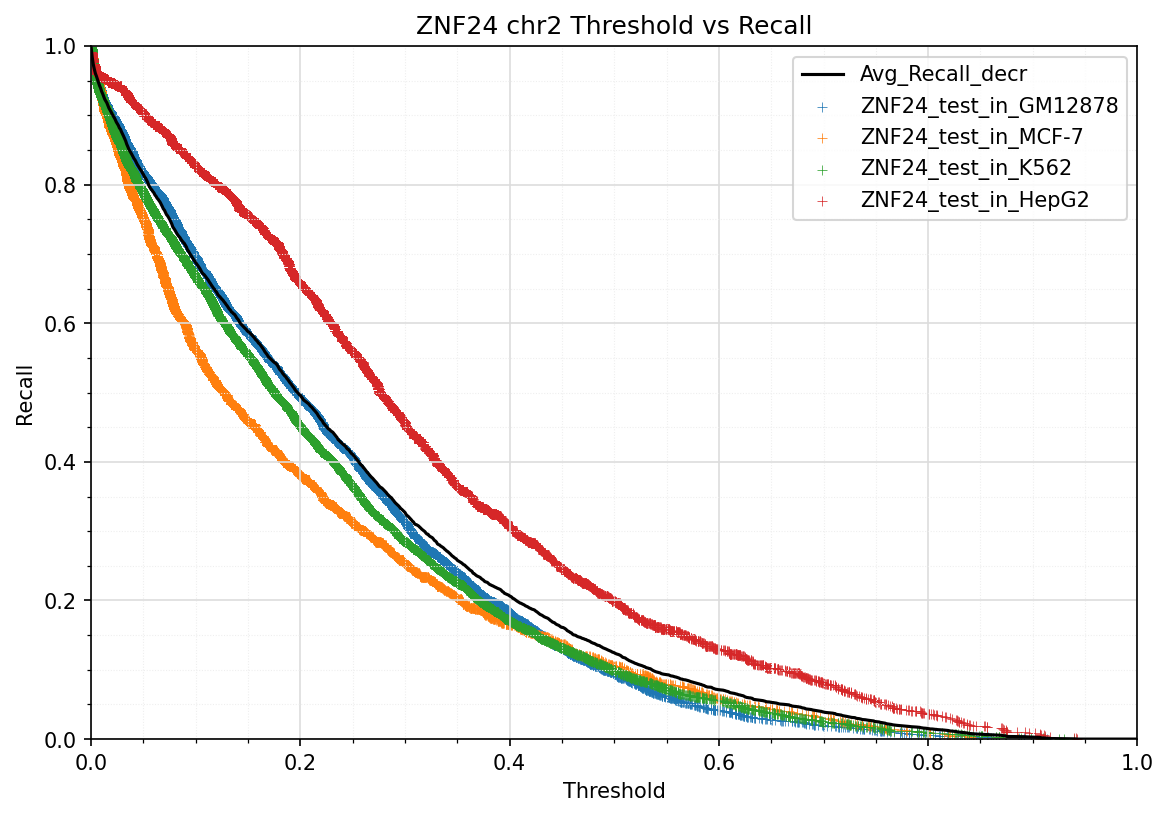 ZNF24 chr2 Threshold vs Recall
Avg_Recall_decr
ZNF24_test_in_GM12878
ZNF24_test_in_MCF-7
ZNF24_test_in_K562
ZNF24_test_in_HepG2
Recall
1.0
0.8
0.6
0.4
0.2
0.0
0.0 0.2 0.4 0.6 0.8 1.0
Threshold